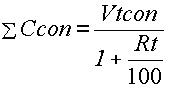 ∑Ccon = Vtcon / (1 + Rt/100)